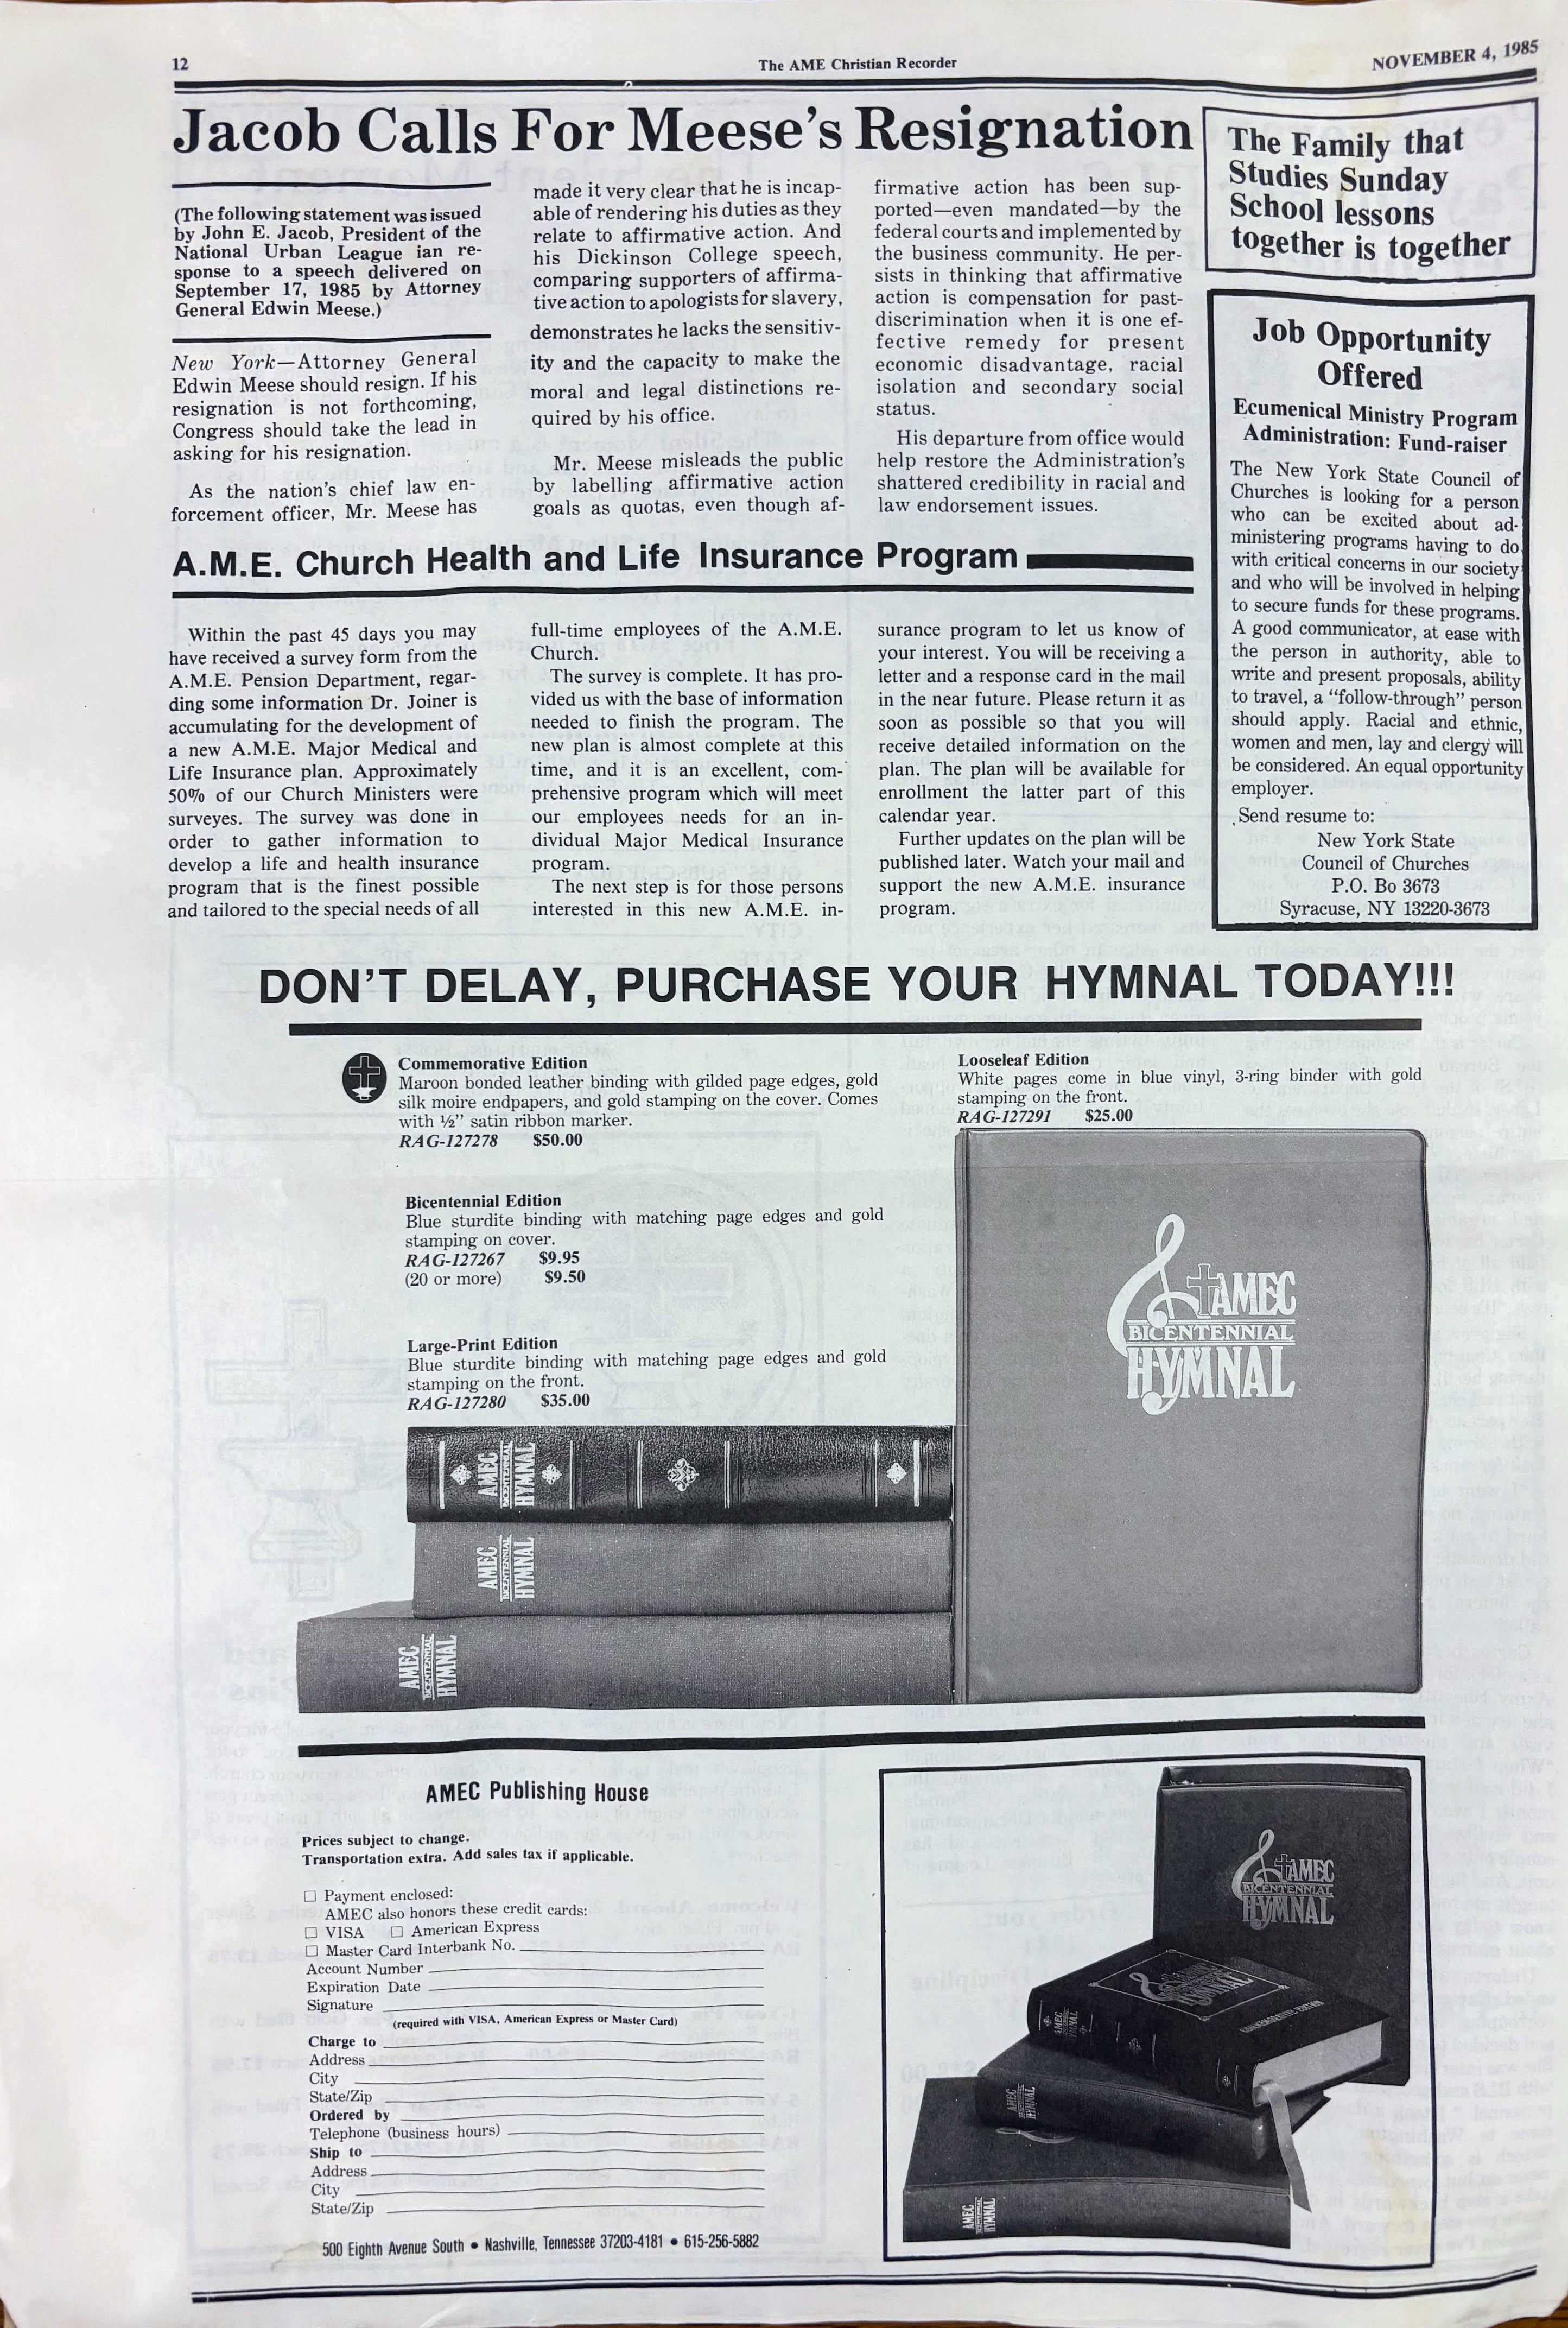 12
The AME Christian Recorder
NOVEMBER 4, 1985
Jacob Calls For Meese's Resignation
(The following statement was issued
by John E. Jacob, President of the
National Urban League ian re-
sponse to a speech delivered on
September 17, 1985 by Attorney
General Edwin Meese.)
New York—Attorney General
Edwin Meese should resign. If his
resignation is not forthcoming,
Congress should take the lead in
asking for his resignation.
As the nation's chief law en-
forcement officer, Mr. Meese has
made it very clear that he is incap-
able of rendering his duties as they
relate to affirmative action. And
his Dickinson College speech,
comparing supporters of affirma-
tive action to apologists for slavery,
demonstrates he lacks the sensitiv-
ity and the capacity to make the
moral and legal distinctions re-
quired by his office.
Mr. Meese misleads the public
by labelling affirmative action
goals as quotas, even though af-
firmative action has been sup-
ported—even mandated—by the
federal courts and implemented by
the business community. He per-
sists in thinking that affirmative
action is compensation for past-
discrimination when it is one ef-
fective remedy for present
economic disadvantage, racial
isolation and secondary social
status.
His departure from office would
help restore the Administration's
shattered credibility in racial and
law endorsement issues.
The Family that
Studies Sunday
School lessons
together is together
Job Opportunity
Offered
Ecumenical Ministry Program
Administration: Fund-raiser
The New York State Council of
Churches is looking for a person
who can be excited about ad-
ministering programs having to do
with critical concerns in our society
and who will be involved in helping
to secure funds for these programs.
A good communicator, at ease with
the person in authority, able to
write and present proposals, ability
to travel, a "follow-through" person
should apply. Racial and ethnic,
women and men, lay and clergy will
be considered. An equal opportunity
employer.
Send resume to:
New York State
Council of Churches
P.O. Bo 3673
Syracuse, NY 13220-3673
A.M.E. Church Health and Life Insurance Program
Within the past 45 days you may
have received a survey form from the
A.M.E. Pension Department, regar-
ding some information Dr. Joiner is
accumulating for the development of
a new A.M.E. Major Medical and
Life Insurance plan. Approximately
50% of our Church Ministers were
surveyes. The survey was done in
order to gather information to
develop a life and health insurance
program that is the finest possible
and tailored to the special needs of all
full-time employees of the A.M.E.
Church.
The survey is complete. It has pro-
vided us with the base of information
needed to finish the program. The
new plan is almost complete at this
time, and it is an excellent, com-
prehensive program which will meet
our employees needs for an in-
dividual Major Medical Insurance
program.
The next step is for those persons
interested in this new A.M.E. in-
surance program to let us know of
your interest. You will be receiving a
letter and a response card in the mail
in the near future. Please return it as
soon as possible so that you will
receive detailed information on the
plan. The plan will be available for
enrollment the latter part of this
calendar year.
Further updates on the plan will be
published later. Watch your mail and
support the new A.M.E. insurance
program.
DON'T DELAY, PURCHASE YOUR HYMNAL TODAY!!!
Commemorative Edition
Maroon bonded leather binding with gilded page edges, gold
silk moire endpapers, and gold stamping on the cover. Comes
with ½" satin ribbon marker.
RAG-127278 $50.00
Bicentennial Edition
Blue sturdite binding with matching page edges and gold
stamping on cover.
RAG-127267 $9.95
(20 or more) $9.50
Large-Print Edition
Blue sturdite binding with matching page edges and gold
stamping on the front.
RAG-127280 $35.00
Looseleaf Edition
White pages come in blue vinyl, 3-ring binder with gold
stamping on the front.
RAG-127291 $25.00
AMEC
BICENTENNIAL
HYMNAL
AMEC
BICENTENNIAL
HYMNAL
AMEC
BICENTENNIAL
HYMNAL
AMEC
BICENTENNIAL
HYMNAL
AMEC Publishing House
Prices subject to change.
Transportation extra. Add sales tax if applicable.
□ Payment enclosed:
AMEC also honors these credit cards:
□ VISA □ American Express
□ Master Card Interbank No.
Account Number
Expiration Date
Signature
(required with VISA, American Express or Master Card)
Charge to
Address
City
State/Zip
Ordered by
Telephone (business hours)
Ship to
Address
City
State/Zip
500 Eighth Avenue South • Nashville, Tennessee 37203-4181 • 615-256-5882
AMEC
BICENTENNIAL
HYMNAL
COMMEMORATIVE EDITION
AMEC
HYMNAL
AMEC
HYMNAL